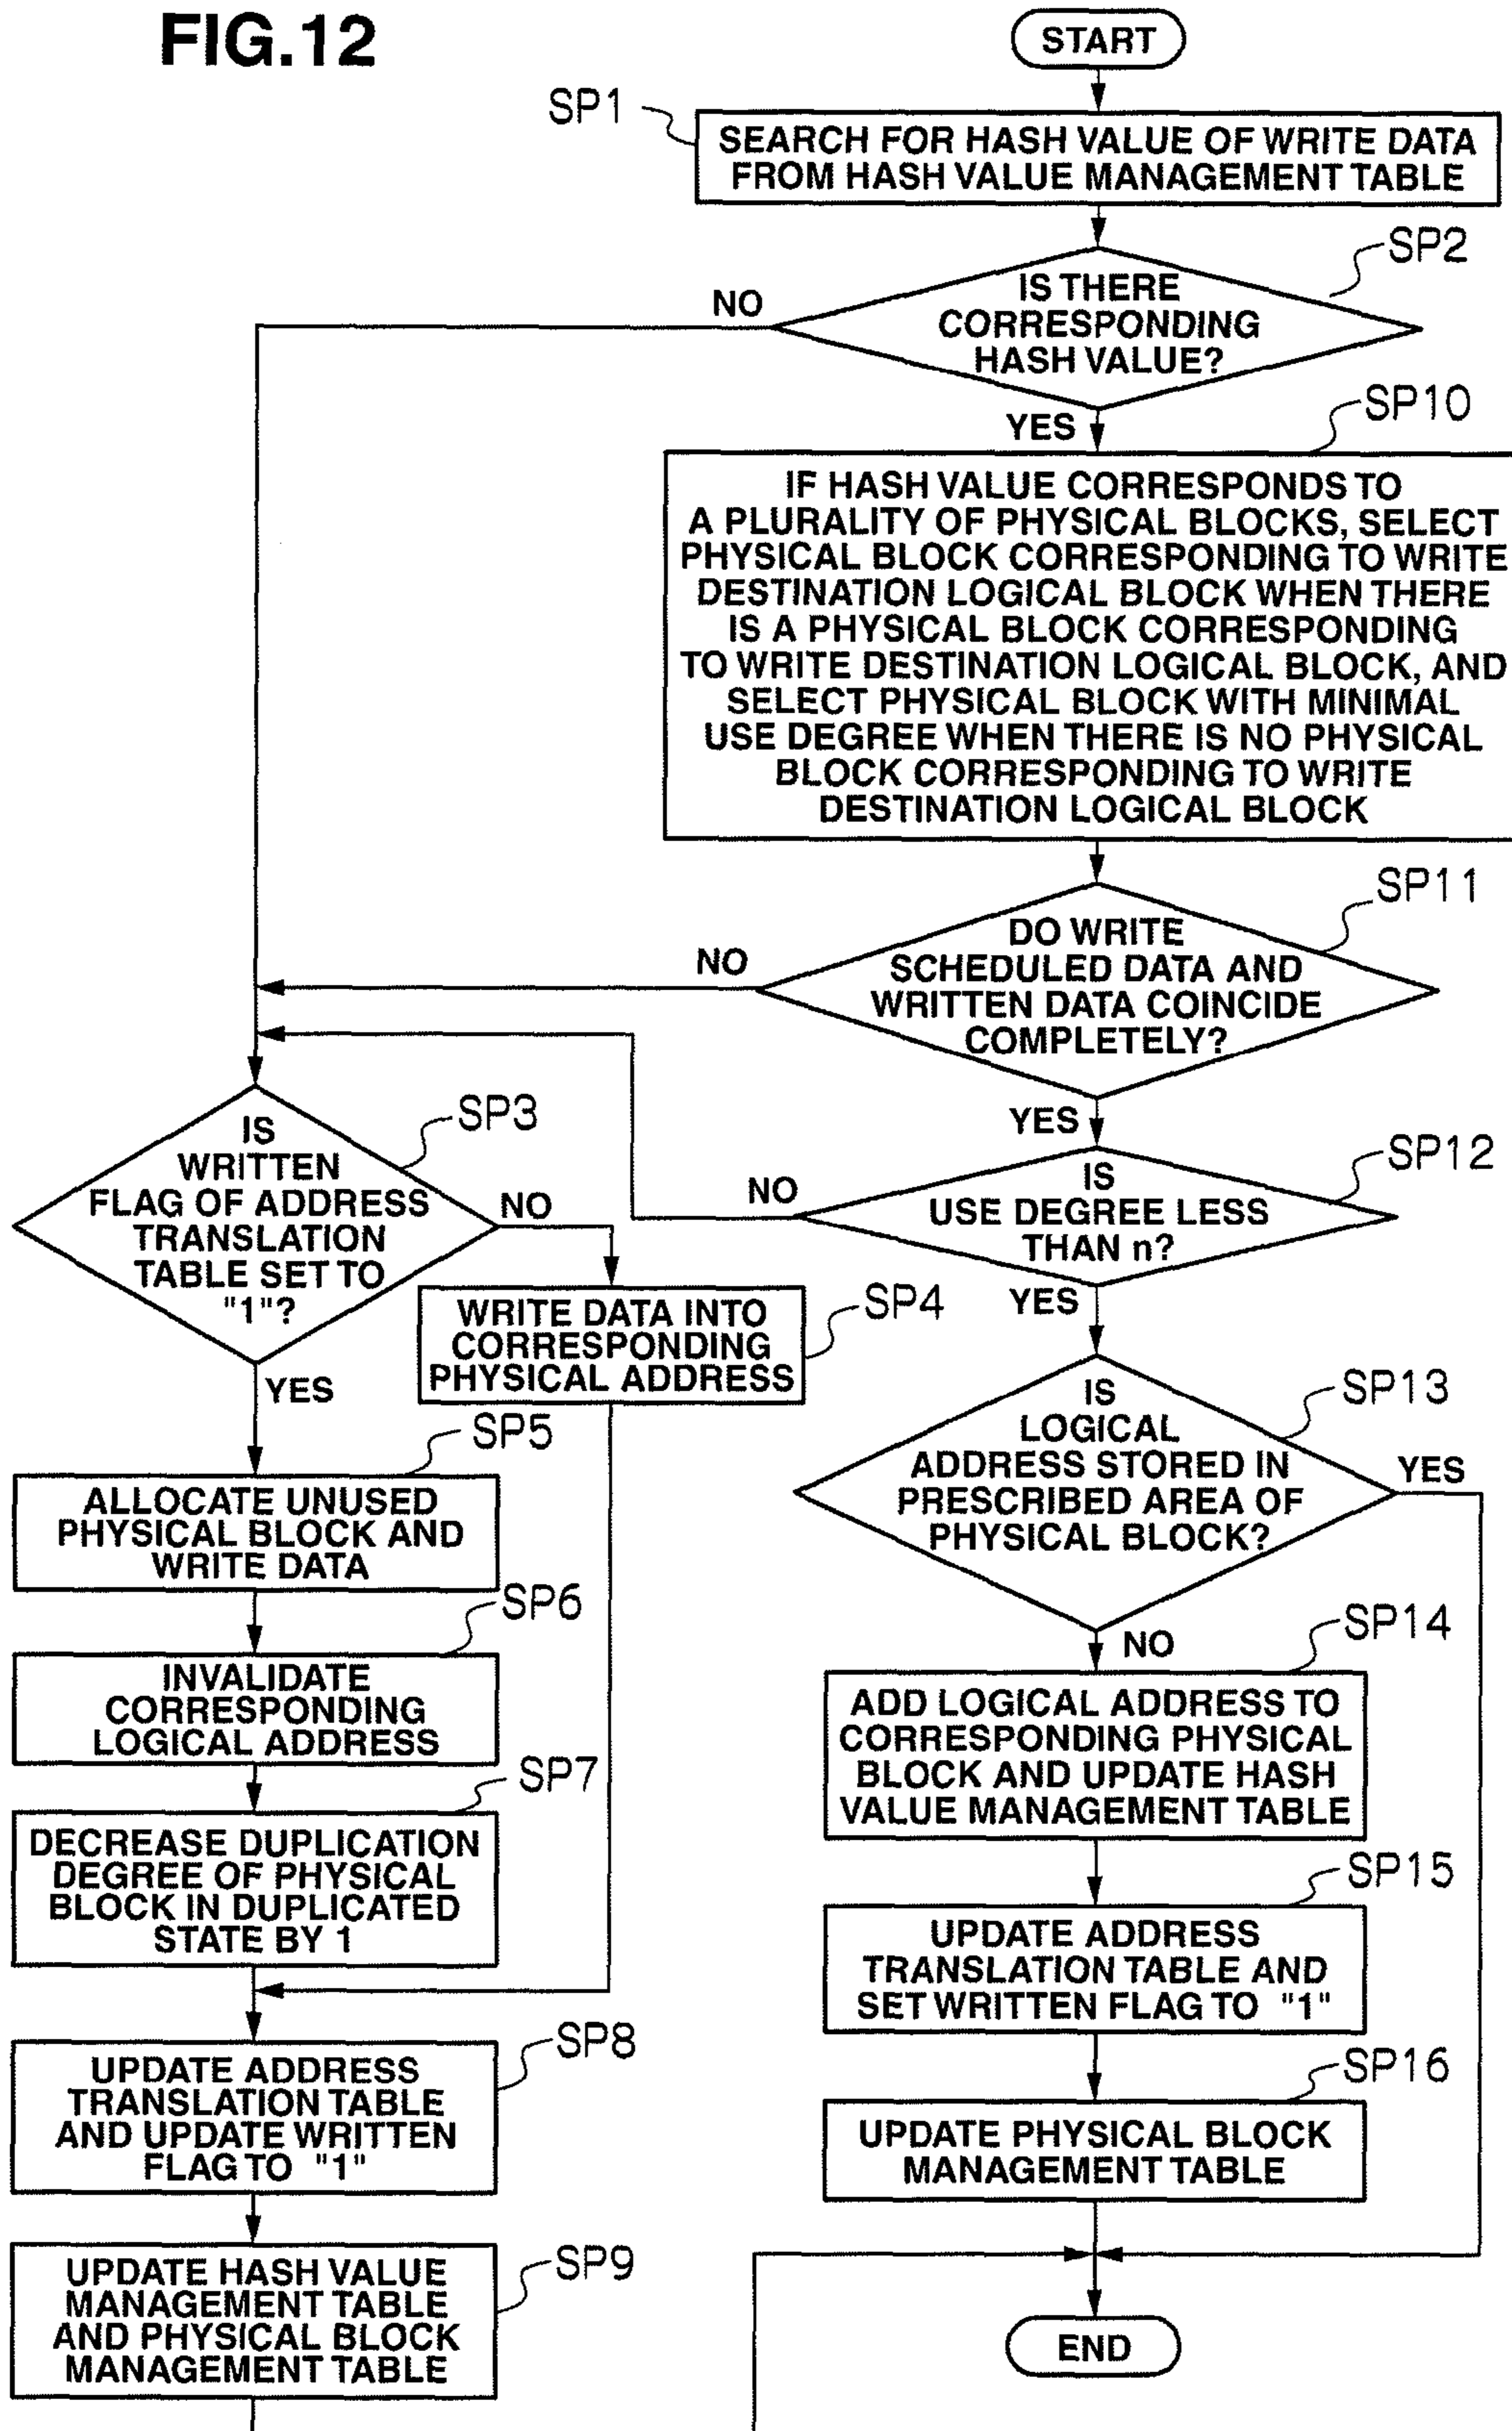 FIG.12
START
SP1
SEARCH FOR HASH VALUE OF WRITE DATA
FROM HASH VALUE MANAGEMENT TABLE
SP2
IS THERE
CORRESPONDING
HASH VALUE?
NO
YES
SP10
IF HASH VALUE CORRESPONDS TO
A PLURALITY OF PHYSICAL BLOCKS, SELECT
PHYSICAL BLOCK CORRESPONDING TO WRITE
DESTINATION LOGICAL BLOCK WHEN THERE
IS A PHYSICAL BLOCK CORRESPONDING
TO WRITE DESTINATION LOGICAL BLOCK, AND
SELECT PHYSICAL BLOCK WITH MINIMAL
USE DEGREE WHEN THERE IS NO PHYSICAL
BLOCK CORRESPONDING TO WRITE
DESTINATION LOGICAL BLOCK
SP11
DO WRITE
SCHEDULED DATA AND
WRITTEN DATA COINCIDE
COMPLETELY?
NO
YES
SP3
IS
WRITTEN
FLAG OF ADDRESS
TRANSLATION
TABLE SET TO
"1"?
NO
YES
SP12
IS
USE DEGREE LESS
THAN n?
NO
YES
SP4
WRITE DATA INTO
CORRESPONDING
PHYSICAL ADDRESS
SP13
IS
LOGICAL
ADDRESS STORED IN
PRESCRIBED AREA OF
PHYSICAL BLOCK?
YES
NO
SP5
ALLOCATE UNUSED
PHYSICAL BLOCK AND
WRITE DATA
SP6
INVALIDATE
CORRESPONDING
LOGICAL ADDRESS
SP14
ADD LOGICAL ADDRESS TO
CORRESPONDING PHYSICAL
BLOCK AND UPDATE HASH
VALUE MANAGEMENT TABLE
SP7
DECREASE DUPLICATION
DEGREE OF PHYSICAL
BLOCK IN DUPLICATED
STATE BY 1
SP15
UPDATE ADDRESS
TRANSLATION TABLE AND
SET WRITTEN FLAG TO "1"
SP8
UPDATE ADDRESS
TRANSLATION TABLE
AND UPDATE WRITTEN
FLAG TO "1"
SP16
UPDATE PHYSICAL BLOCK
MANAGEMENT TABLE
SP9
UPDATE HASH VALUE
MANAGEMENT TABLE
AND PHYSICAL BLOCK
MANAGEMENT TABLE
END